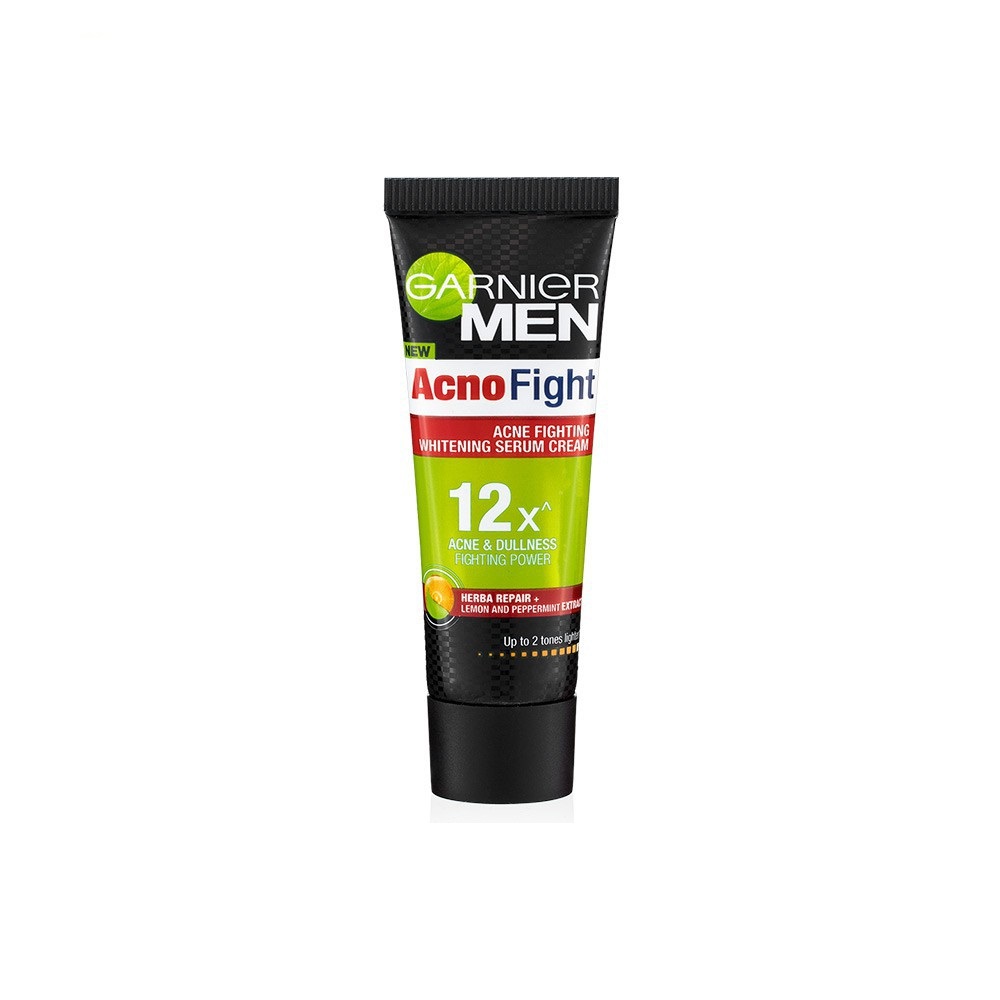 GARNIER
MEN
NEW
AcnoFight
ACNE FIGHTING
WHITENING SERUM CREAM
12x^
ACNE & DULLNESS
FIGHTING POWER
HERBA REPAIR +
LEMON AND PEPPERMINT EXTRACT
Up to 2 tones lighter